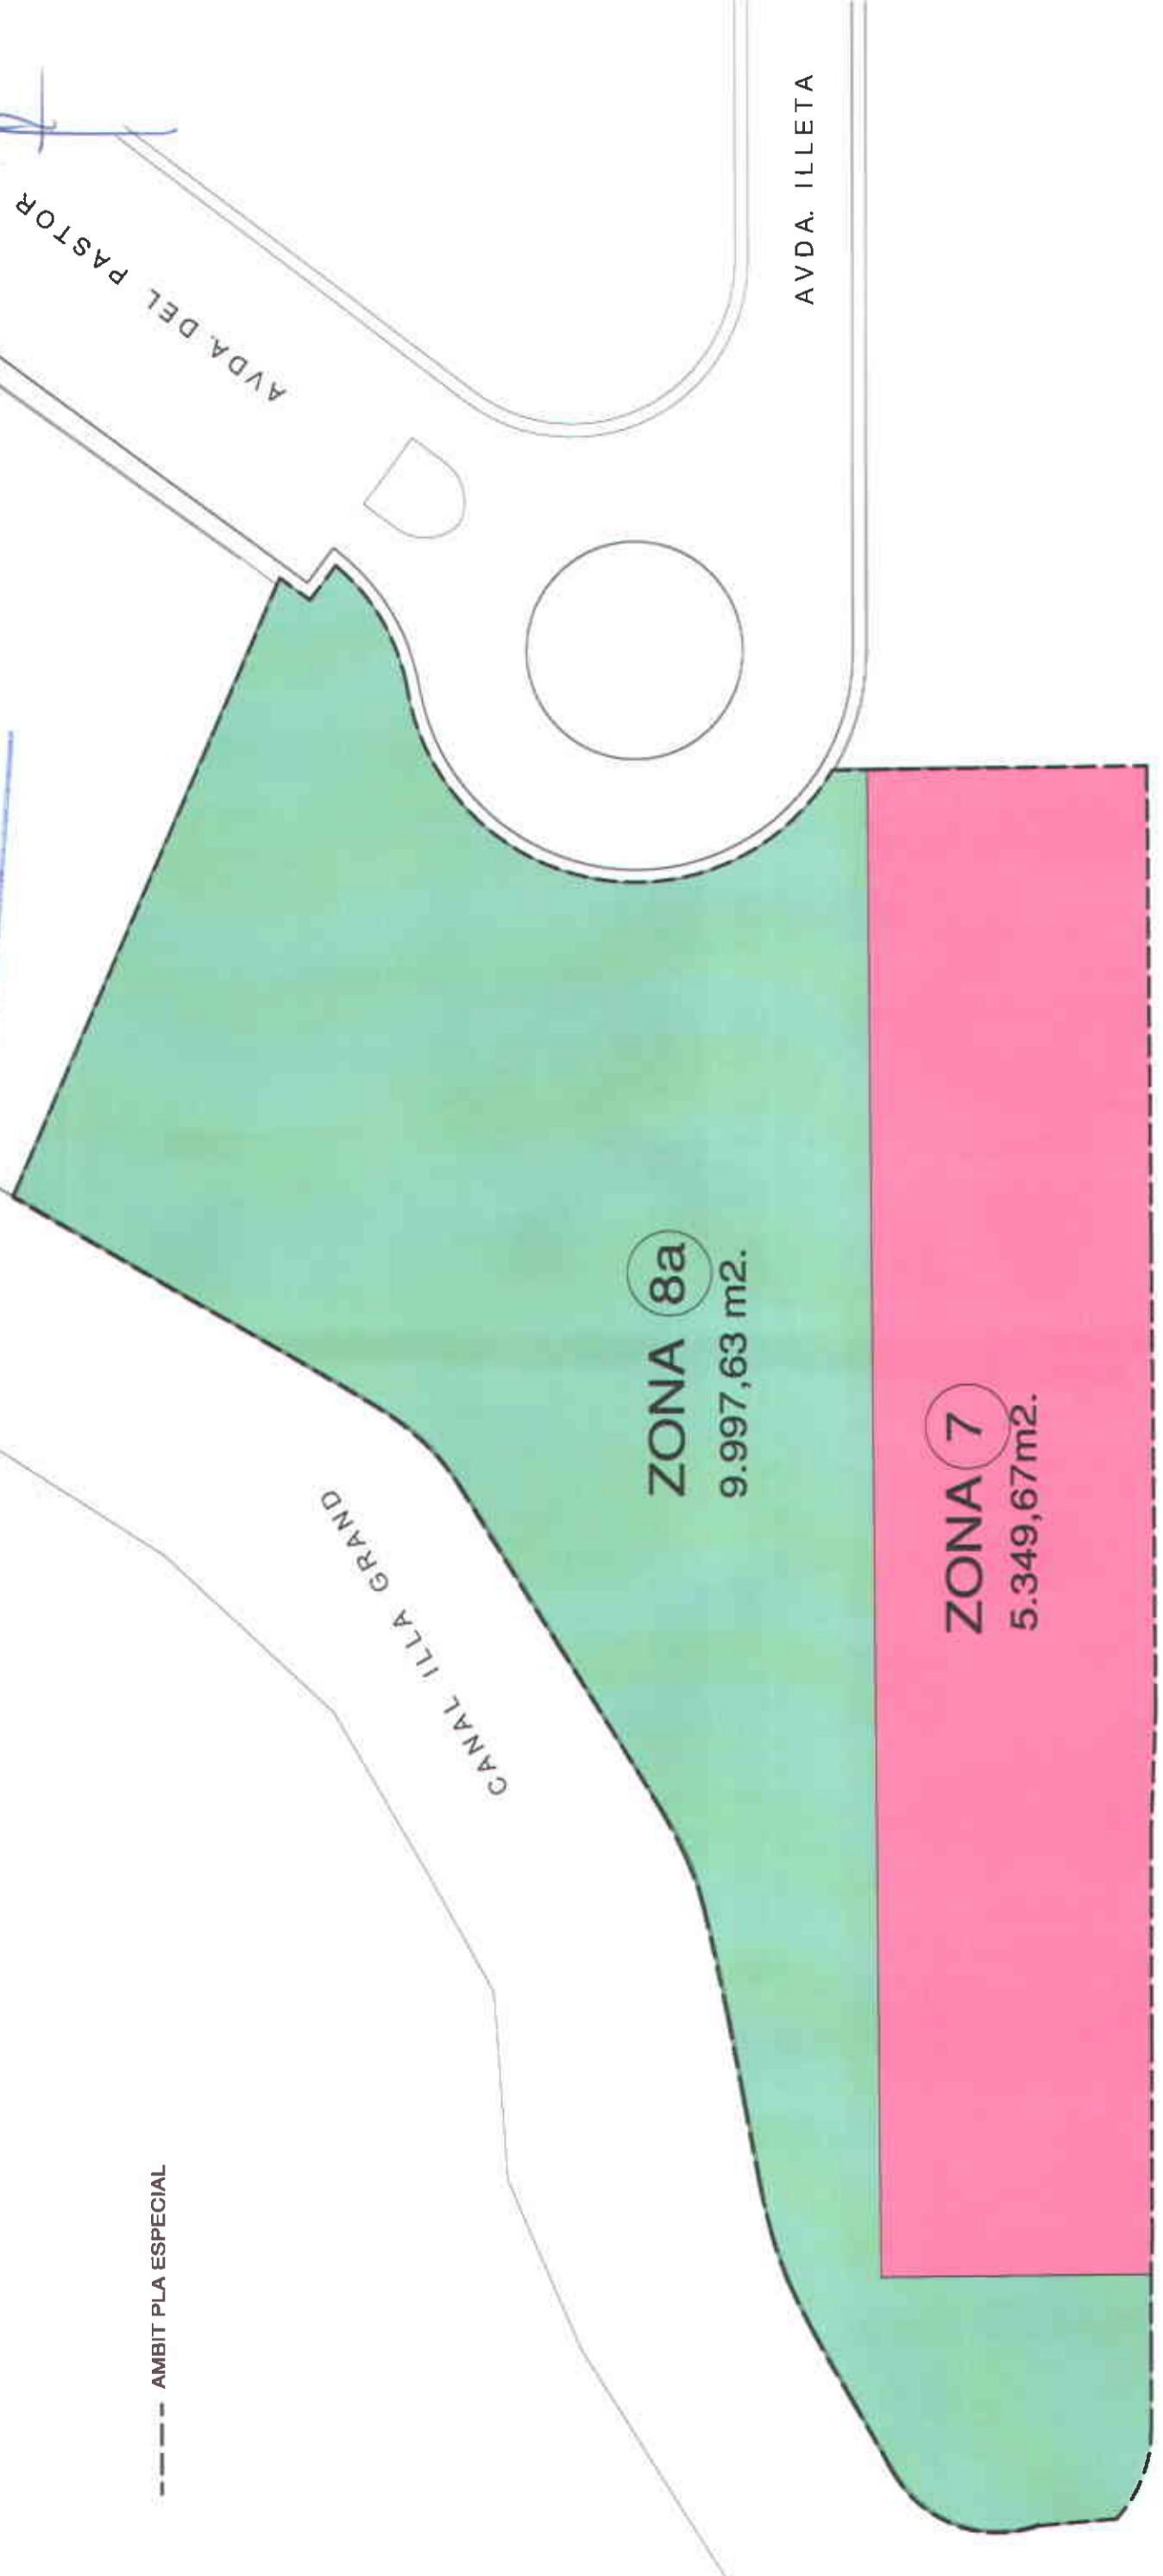 AVDA. DEL PASTOR
AVDA. ILLETA
ZONA 8a
9.997,63 m2.
ZONA 7
5.349,67m2.
CANAL ILLA GRAND
AMBIT PLA ESPECIAL